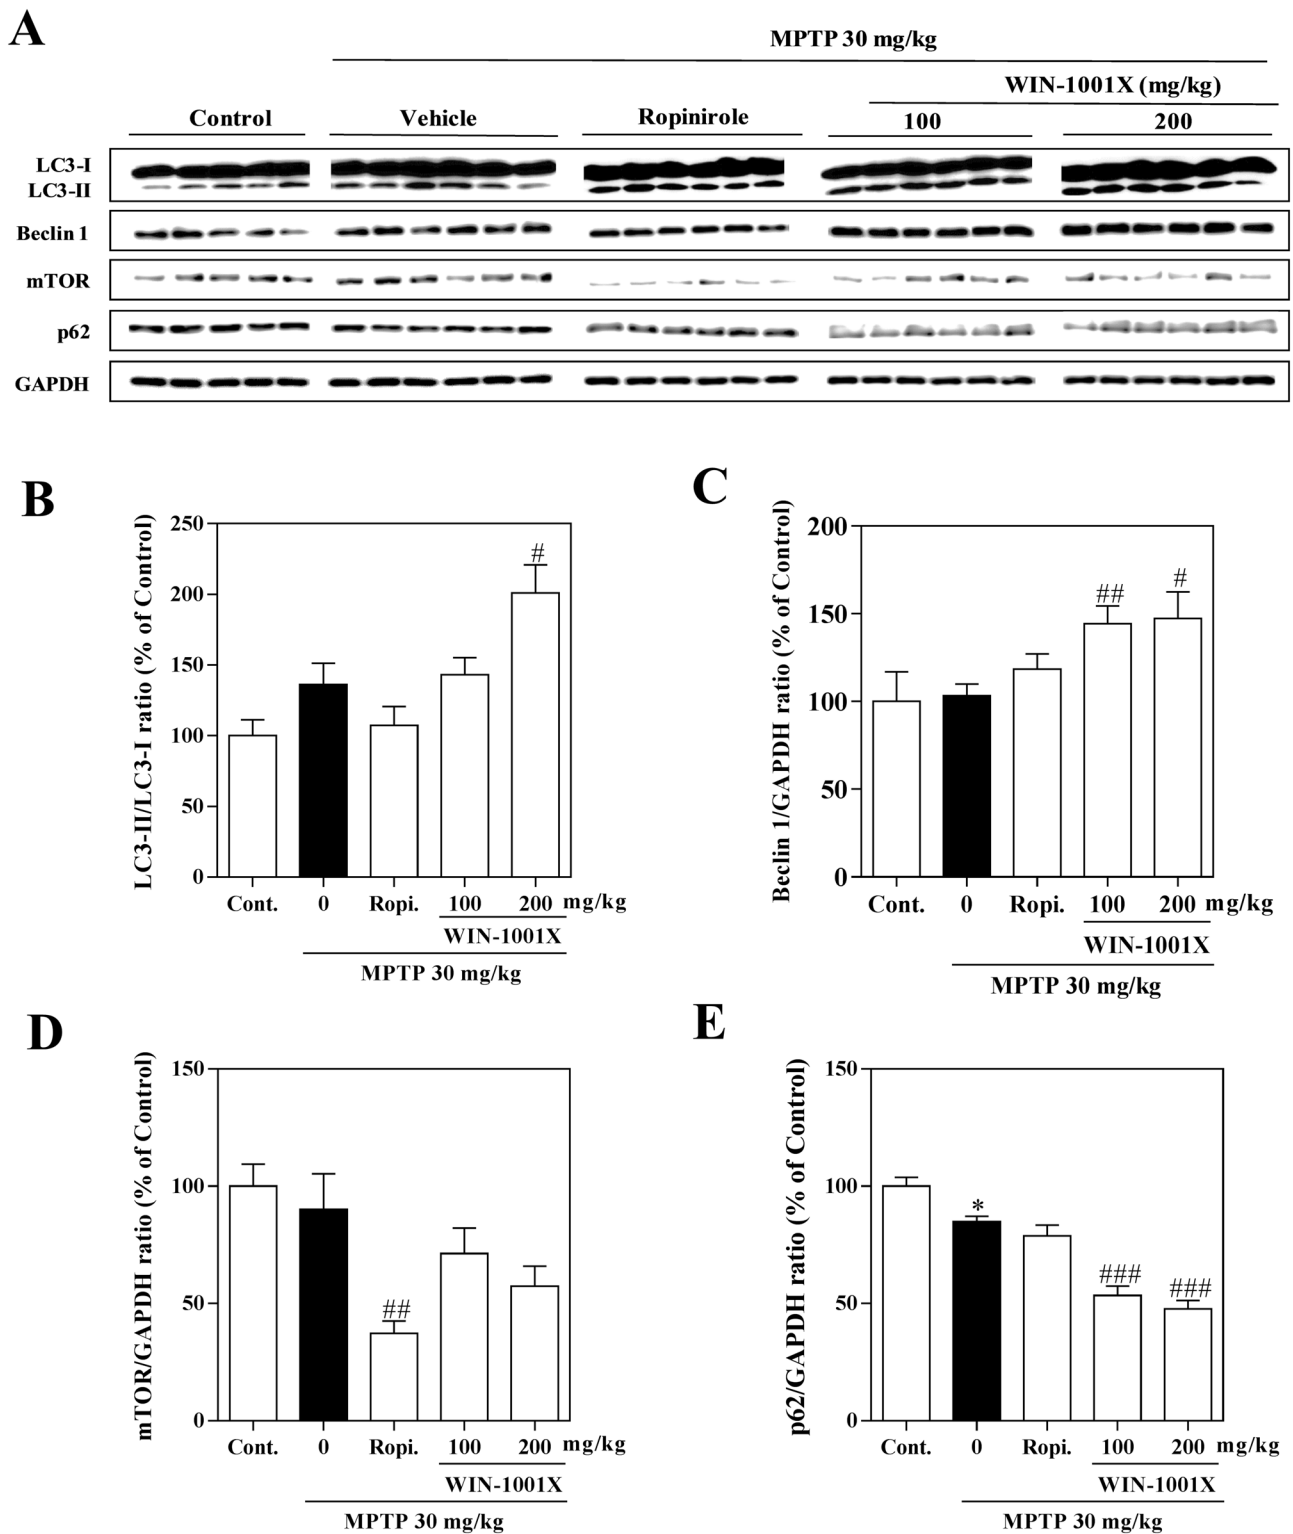 A
MPTP 30 mg/kg
WIN-1001X (mg/kg)
Control Vehicle Ropinirole 100 200
LC3-I
LC3-II
Beclin 1
mTOR
p62
GAPDH
B
LC3-II/LC3-I ratio (% of Control)
250
200
150
100
50
0
#
Cont. 0 Ropi. 100 200 mg/kg
WIN-1001X
MPTP 30 mg/kg
C
Beclin 1/GAPDH ratio (% of Control)
200
150
100
50
0
## #
Cont. 0 Ropi. 100 200 mg/kg
WIN-1001X
MPTP 30 mg/kg
D
mTOR/GAPDH ratio (% of Control)
150
100
50
0
##
Cont. 0 Ropi. 100 200 mg/kg
WIN-1001X
MPTP 30 mg/kg
E
p62/GAPDH ratio (% of Control)
150
100
50
0
* ### ###
Cont. 0 Ropi. 100 200 mg/kg
WIN-1001X
MPTP 30 mg/kg